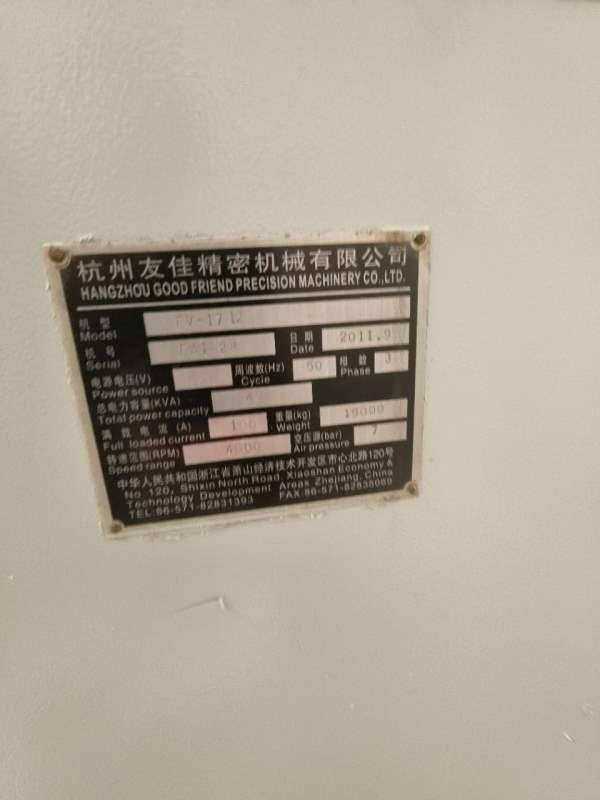 杭州友佳精密机械有限公司
HANGZHOU GOOD FRIEND PRECISION MACHINERY CO.,LTD.
机型
Model
机号 日期 2011.9
Serial Date
电源电压(V) 周波数(Hz) 50 相数 3
Power source Cycle Phase
总电力容量(KVA)
Total power capacity
满载电流(A) 100 重量(kg) 19000
Full loaded current Weight
转速范围(RPM) 4000 空压源(bar) 7
Speed range Air pressure
中华人民共和国浙江省萧山经济技术开发区市心北路120号
No 120, Shixin North Road, Xiaoshan Economy &
Technology Development Areas Zhejiang, China
TEL:86-571-82831393 FAX:86-571-82835069